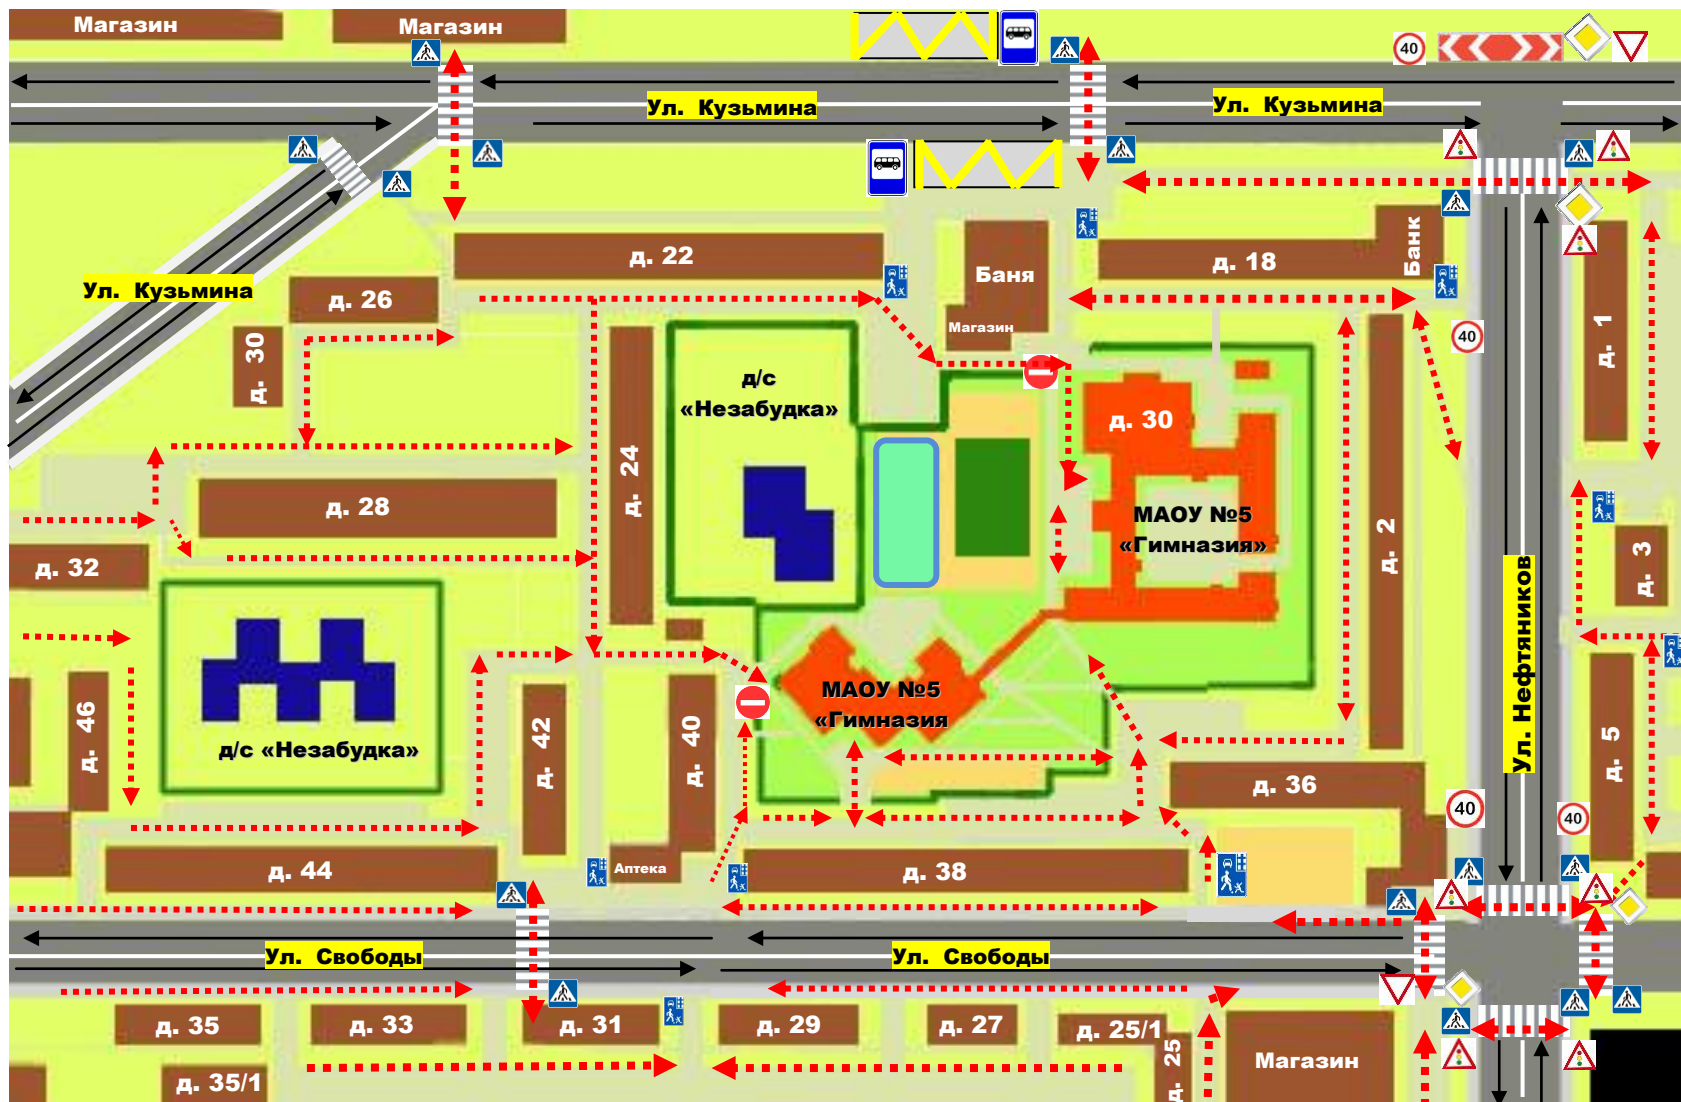 Магазин
Магазин
40
Ул. Кузьмина
Ул. Кузьмина
Ул. Кузьмина
д. 22
Баня
Магазин
д. 18
Банк
д. 26
д. 30
40
д. 1
д/с
«Незабудка»
д. 30
д. 24
д. 28
МАОУ №5
«Гимназия»
д. 2
д. 32
д. 3
Ул. Нефтяников
МАОУ №5
«Гимназия
д. 46
д/с «Незабудка»
д. 42
д. 40
д. 5
д. 36
40
40
д. 44
Аптека
д. 38
Ул. Свободы
Ул. Свободы
д. 35
д. 33
д. 31
д. 29
д. 27
д. 25/1
д. 25
Магазин
д. 35/1